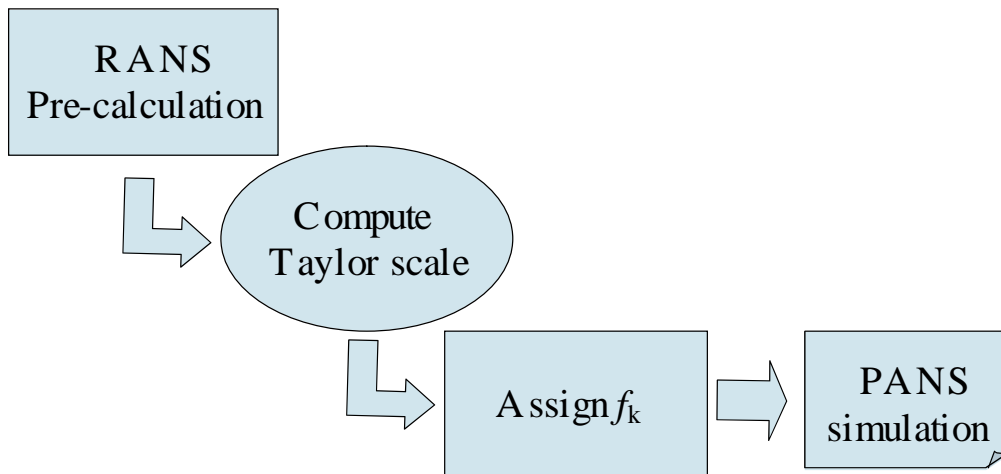 RANS
Pre-calculation
Compute
Taylor scale
Assign fk
PANS
simulation